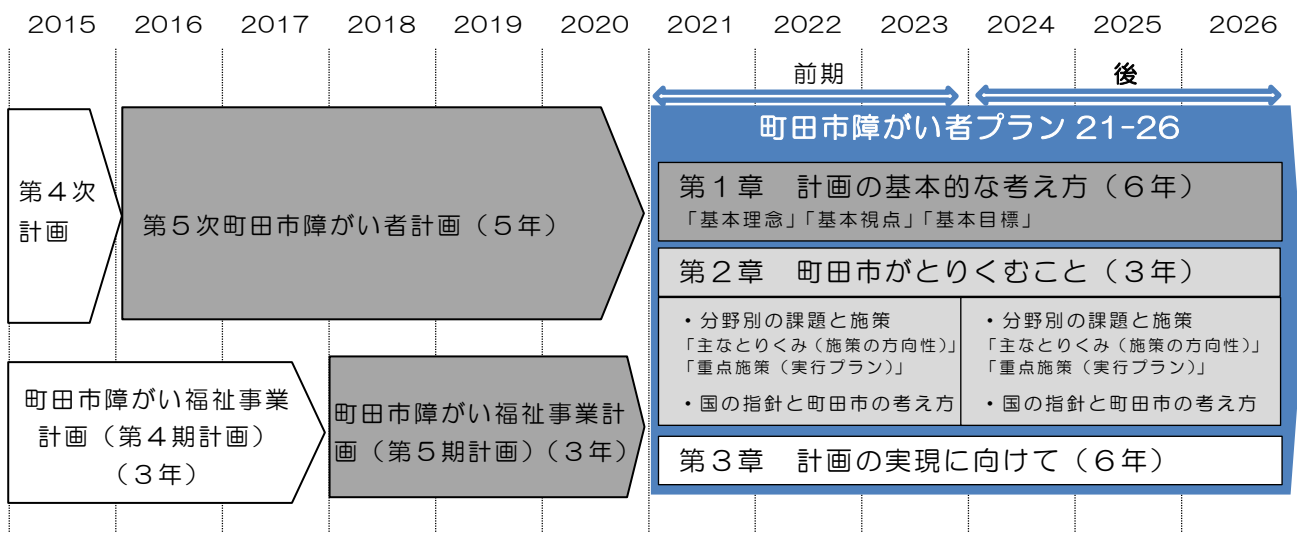 2015 2016 2017 2018 2019 2020 2021 2022 2023 2024 2025 2026
前期
後
町田市障がい者プラン 21-26
第4次
計画
第5次町田市障がい者計画（5年）
町田市障がい福祉事業
計画（第4期計画）
（3年）
町田市障がい福祉事業計
画（第5期計画）（3年）
第1章 計画の基本的な考え方（6年）
「基本理念」「基本視点」「基本目標」
第2章 町田市がとりくむこと（3年）
・分野別の課題と施策
「主なとりくみ（施策の方向性）」
「重点施策（実行プラン）」
・国の指針と町田市の考え方
・分野別の課題と施策
「主なとりくみ（施策の方向性）」
「重点施策（実行プラン）」
・国の指針と町田市の考え方
第3章 計画の実現に向けて（6年）